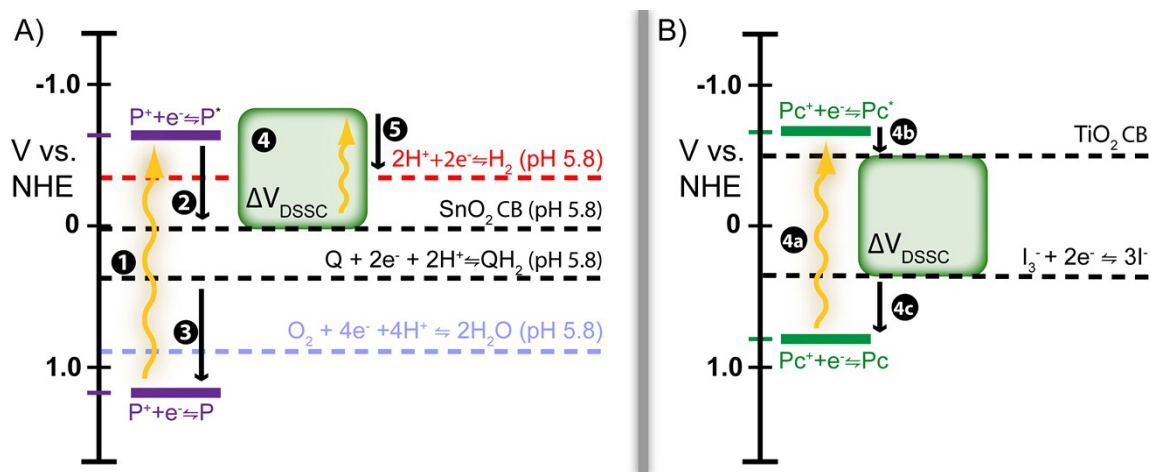 A)
-1.0
V vs.
NHE
0
1.0
P⁺+e⁻⇋P*
1
2
3
4
5
ΔV_DSSC
2H⁺+2e⁻⇋H₂ (pH 5.8)
SnO₂ CB (pH 5.8)
Q + 2e⁻ + 2H⁺⇋QH₂ (pH 5.8)
O₂ + 4e⁻ +4H⁺ ⇋ 2H₂O (pH 5.8)
P⁺+e⁻⇋P
B)
-1.0
V vs.
NHE
0
1.0
Pc⁺+e⁻⇋Pc*
4b
TiO₂ CB
4a
ΔV_DSSC
I₃⁻ + 2e⁻ ⇋ 3I⁻
4c
Pc⁺+e⁻⇋Pc